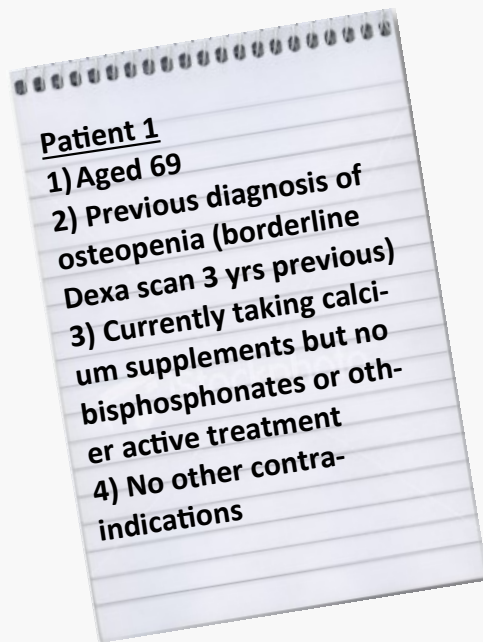 Patient 1
1) Aged 69
2) Previous diagnosis of
osteopenia (borderline
Dexa scan 3 yrs previous)
3) Currently taking calci-
um supplements but no
bisphosphonates or oth-
er active treatment
4) No other contra-
indications